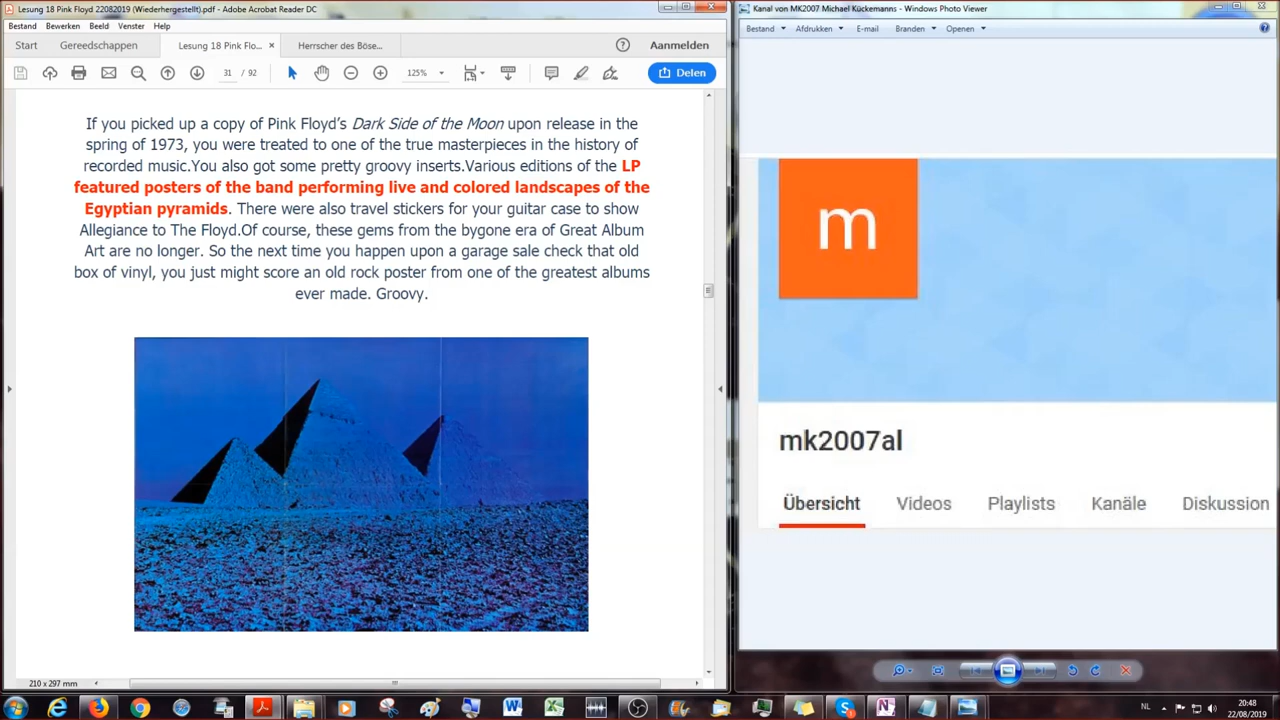 Lesung 18 Pink Floyd 22082019 (Wiederhergestellt).pdf - Adobe Acrobat Reader DC
Bestand Bewerken Beeld Venster Help
Start Gereedschappen Lesung 18 Pink Flo... × Herrscher des Böse... Aanmelden
31 / 92 125% Delen
If you picked up a copy of Pink Floyd's Dark Side of the Moon upon release in the
spring of 1973, you were treated to one of the true masterpieces in the history of
recorded music.You also got some pretty groovy inserts.Various editions of the LP
featured posters of the band performing live and colored landscapes of the
Egyptian pyramids. There were also travel stickers for your guitar case to show
Allegiance to The Floyd.Of course, these gems from the bygone era of Great Album
Art are no longer. So the next time you happen upon a garage sale check that old
box of vinyl, you just might score an old rock poster from one of the greatest albums
ever made. Groovy.
210 x 297 mm
Kanal von MK2007 Michael Kückemanns - Windows Photo Viewer
Bestand Afdrukken E-mail Branden Openen
m
mk2007al
Übersicht Videos Playlists Kanäle Diskussion
NL 20:48
22/08/2019